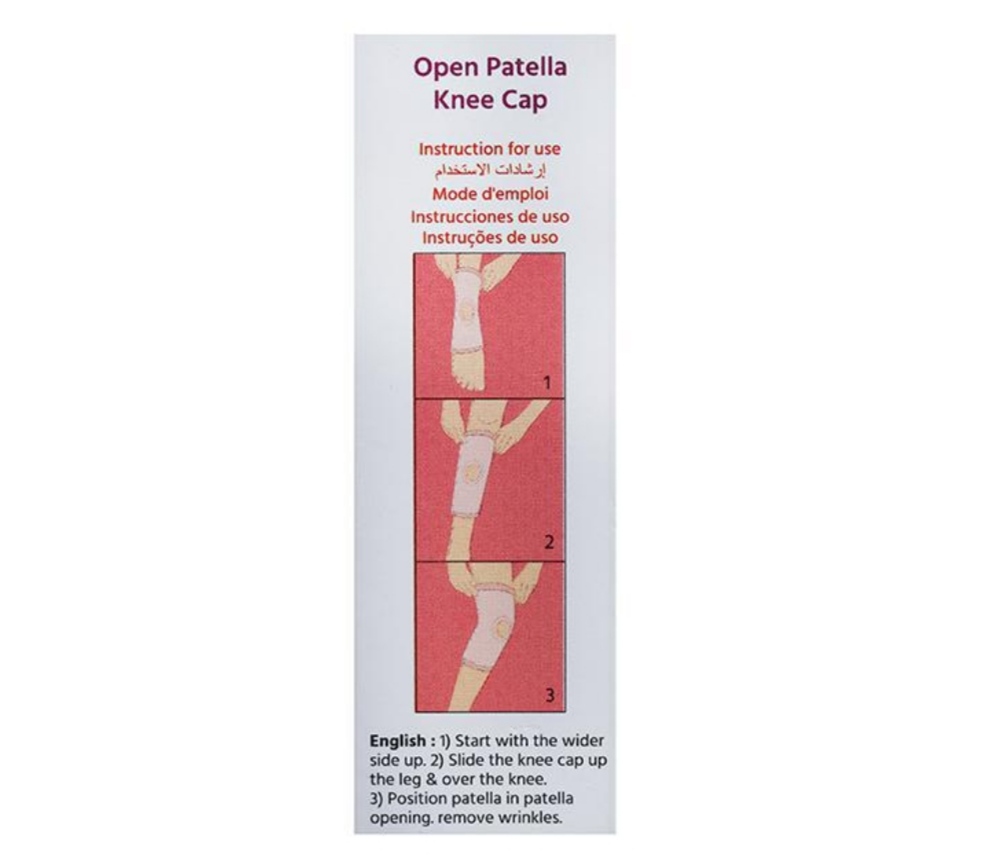 Open Patella
Knee Cap
Instruction for use
إرشادات الاستخدام
Mode d'emploi
Instrucciones de uso
Instruções de uso
1
2
3
English : 1) Start with the wider
side up. 2) Slide the knee cap up
the leg & over the knee.
3) Position patella in patella
opening. remove wrinkles.